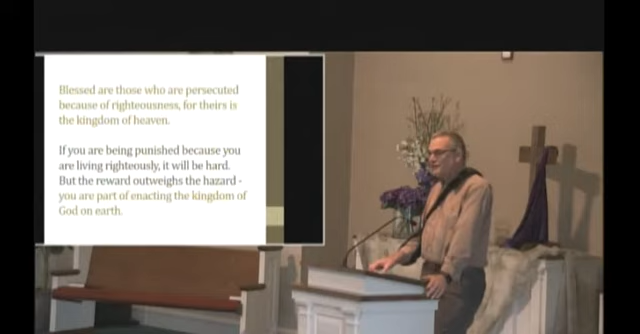 Blessed are those who are persecuted
because of righteousness, for theirs is
the kingdom of heaven.
If you are being punished because you
are living righteously, it will be hard.
But the reward outweighs the hazard -
you are part of enacting the kingdom of
God on earth.